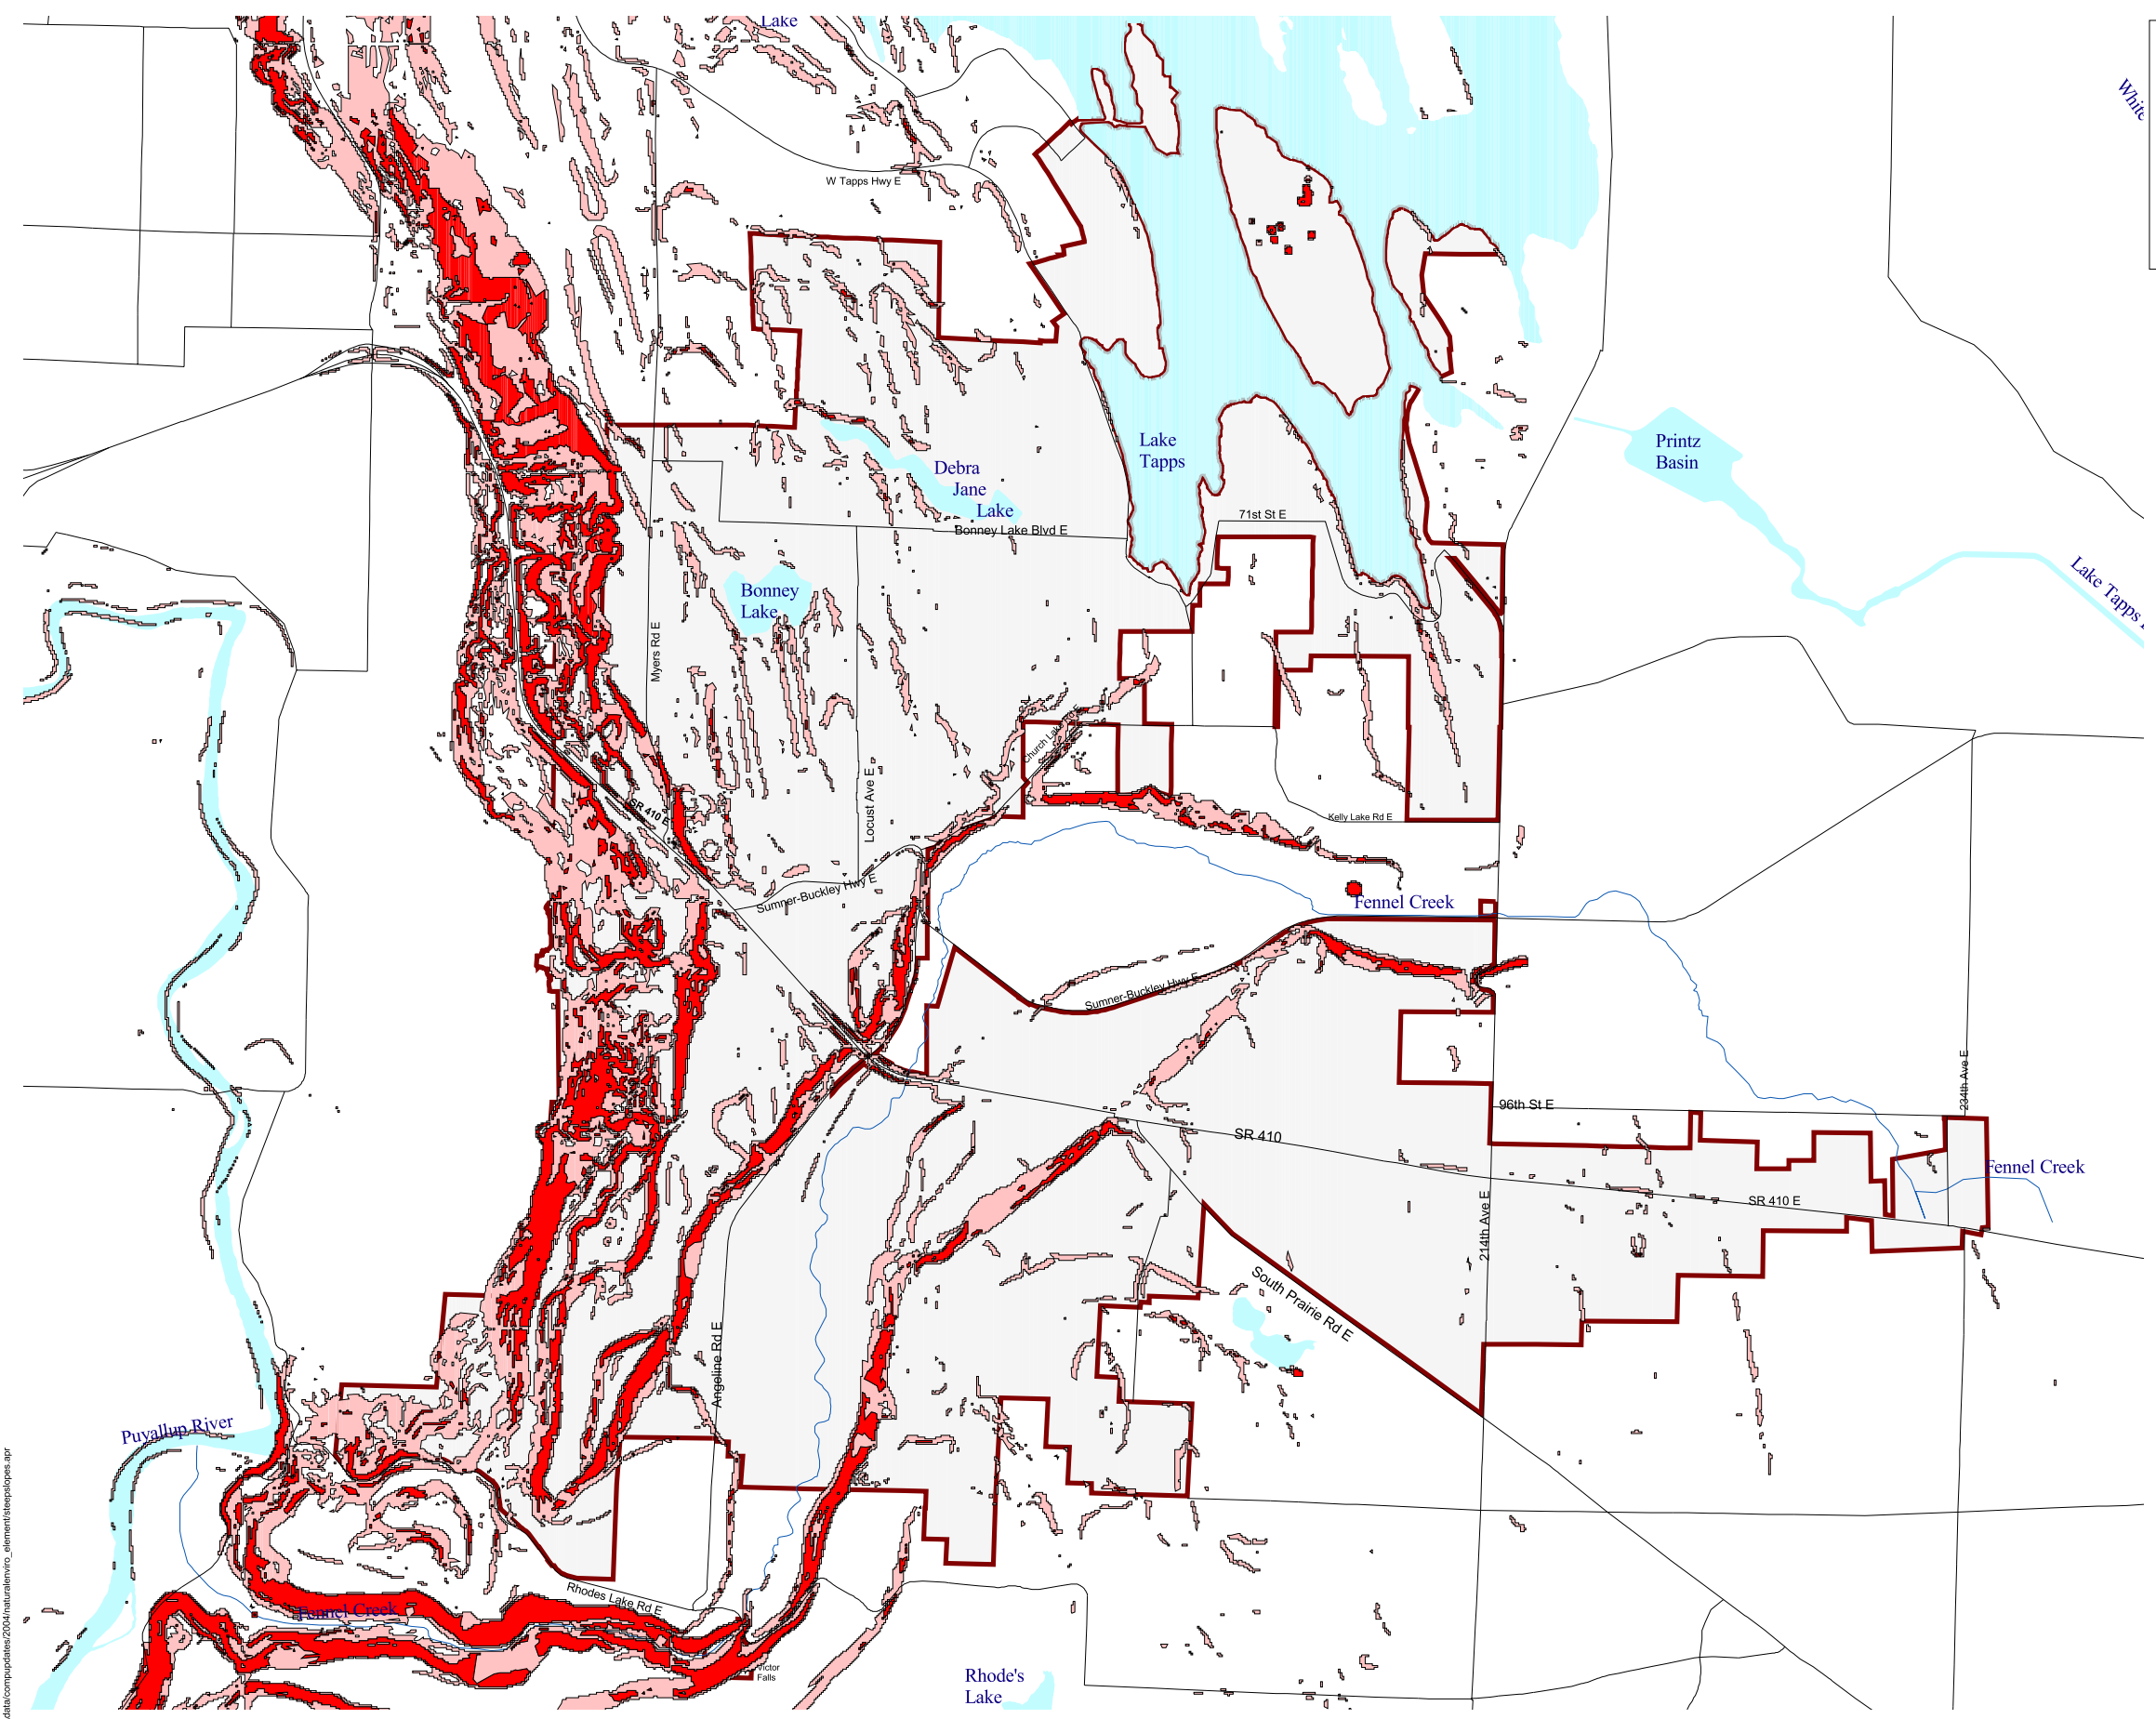 Lake
White
W Tapps Hwy E
Lake
Tapps
Printz
Basin
Debra
Jane
Lake
71st St E
Bonney Lake Blvd E
Bonney
Lake
Lake Tapps
Myers Rd E
Church Lake Rd E
SR 410 E
Locust Ave E
Kelly Lake Rd E
Sumner-Buckley Hwy E
Fennel Creek
Sumner-Buckley Hwy E
234th Ave E
96th St E
SR 410
Fennel Creek
SR 410 E
214th Ave E
South Prairie Rd E
Angeline Rd E
Puyallup River
Rhodes Lake Rd E
Fennel Creek
Victor
Falls
Rhode's
Lake
data/compupdates/2004/naturalenviro_element/steepslopes.apr